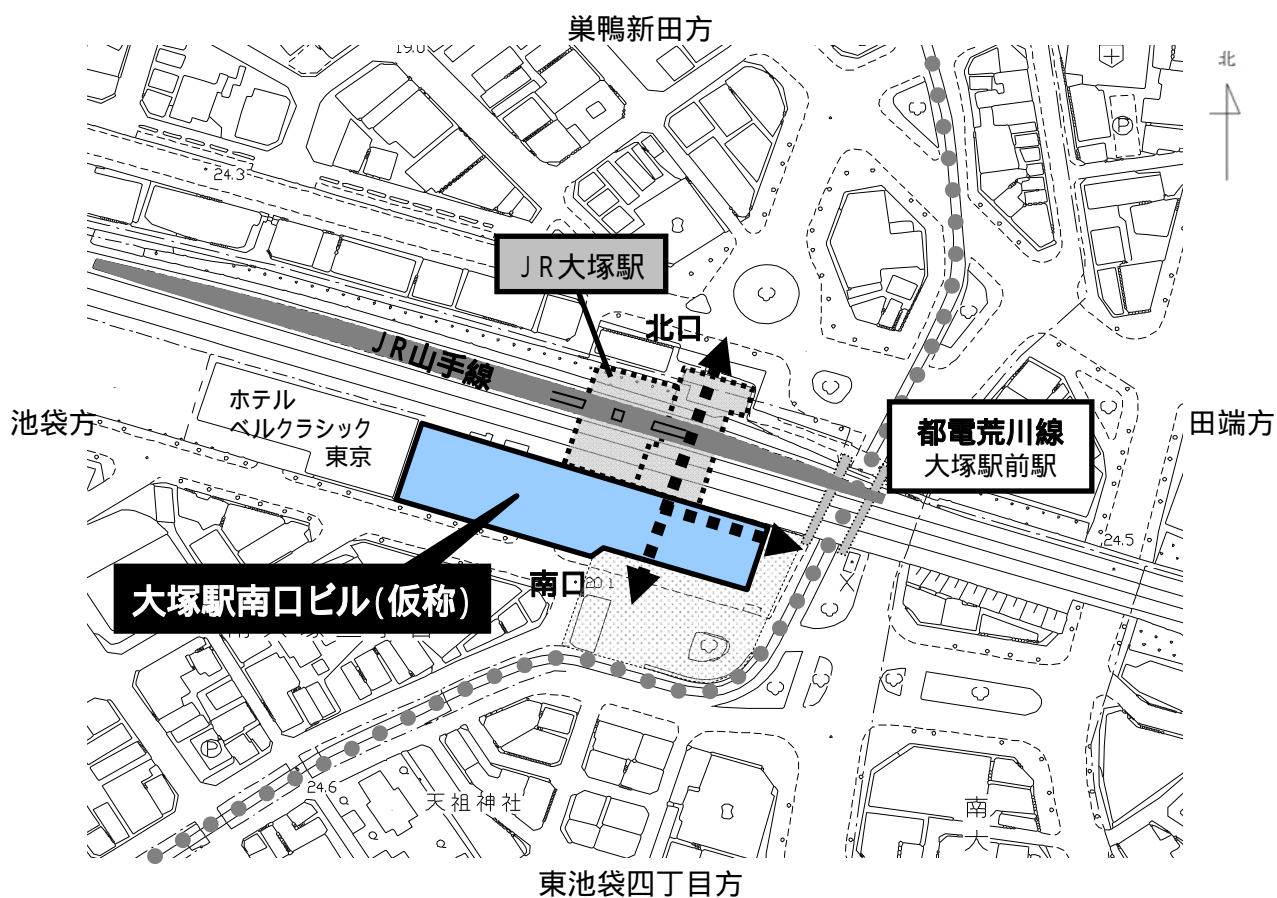 巣鴨新田方
19.0
北
P
24.3
JR大塚駅
北口
JR山手線
ホテル
ベルクラシック
東京
池袋方
都電荒川線
大塚駅前駅
田端方
24.5
大塚駅南口ビル(仮称)
南口
20.1
P
24.6
天祖神社
南
大
東池袋四丁目方